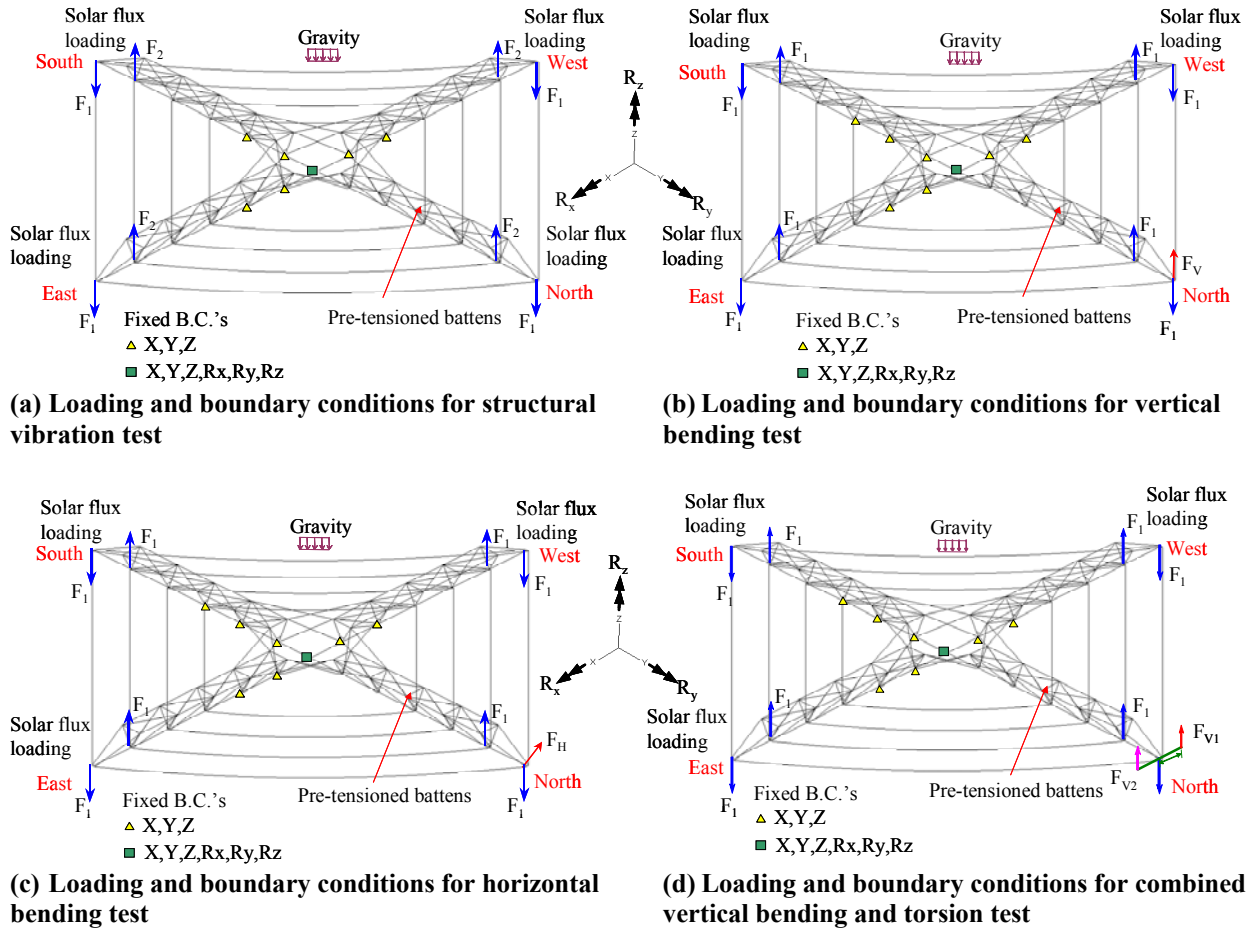 Solar flux
loading
South
F2
F1
Gravity
F2
Solar flux
loading
West
F1
Solar flux
loading
East
F2
F1
F2
Solar flux
loading
North
F1
Pre-tensioned battens
Fixed B.C.'s
X,Y,Z
X,Y,Z,Rx,Ry,Rz
(a) Loading and boundary conditions for structural
vibration test
Rz
Z
X
Y
Rx
Ry
Solar flux
loading
South
F1
F1
Gravity
F1
Solar flux
loading
West
F1
Solar flux
loading
East
F1
F1
F1
FV
North
F1
Pre-tensioned battens
Fixed B.C.'s
X,Y,Z
X,Y,Z,Rx,Ry,Rz
(b) Loading and boundary conditions for vertical
bending test
Solar flux
loading
South
F1
F1
Gravity
F1
Solar flux
loading
West
F1
Solar flux
loading
East
F1
F1
F1
FH
North
F1
Pre-tensioned battens
Fixed B.C.'s
X,Y,Z
X,Y,Z,Rx,Ry,Rz
(c) Loading and boundary conditions for horizontal
bending test
Rz
Z
X
Y
Rx
Ry
Solar flux
loading
South
F1
F1
Gravity
F1
Solar flux
loading
West
F1
Solar flux
loading
East
F1
F1
F1
FV1
FV2
North
Pre-tensioned battens
Fixed B.C.'s
X,Y,Z
X,Y,Z,Rx,Ry,Rz
(d) Loading and boundary conditions for combined
vertical bending and torsion test